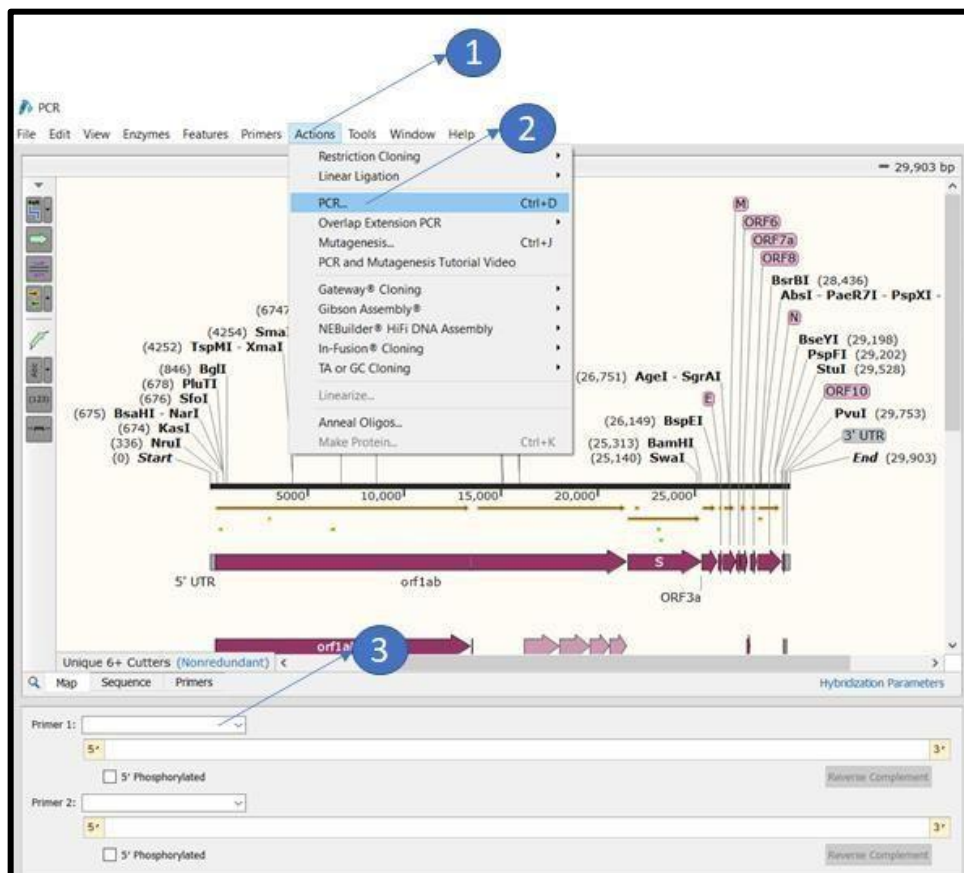 1
PCR
File Edit View Enzymes Features Primers Actions Tools Window Help
2
Restriction Cloning
Linear Ligation
PCR... Ctrl+D
Overlap Extension PCR
Mutagenesis... Ctrl+J
PCR and Mutagenesis Tutorial Video
Gateway® Cloning
Gibson Assembly®
NEBuilder® HiFi DNA Assembly
In-Fusion® Cloning
TA or GC Cloning
Linearize...
Anneal Oligos...
Make Protein... Ctrl+K
29,903 bp
M
ORF6
ORF7a
ORF8
BsrBI (28,436)
AbsI - PaeR7I - PspXI -
N
BseYI (29,198)
PspFI (29,202)
StuI (29,528)
ORF10
PvuI (29,753)
3' UTR
End (29,903)
(6747
(4254) SmaI
(4252) TspMI - XmaI
(846) BglI
(678) PluTI
(676) SfoI
(675) BsaHI - NarI
(674) KasI
(336) NruI
(0) Start
(26,751) AgeI - SgrAI
E
(26,149) BspEI
(25,313) BamHI
(25,140) SwaI
5000 10,000 15,000 20,000 25,000
5' UTR orf1ab S
ORF3a
orf1ab
3
Unique 6+ Cutters (Nonredundant)
Map Sequence Primers Hybridization Parameters
Primer 1:
5' 3'
5' Phosphorylated Reverse Complement
Primer 2:
5' 3'
5' Phosphorylated Reverse Complement